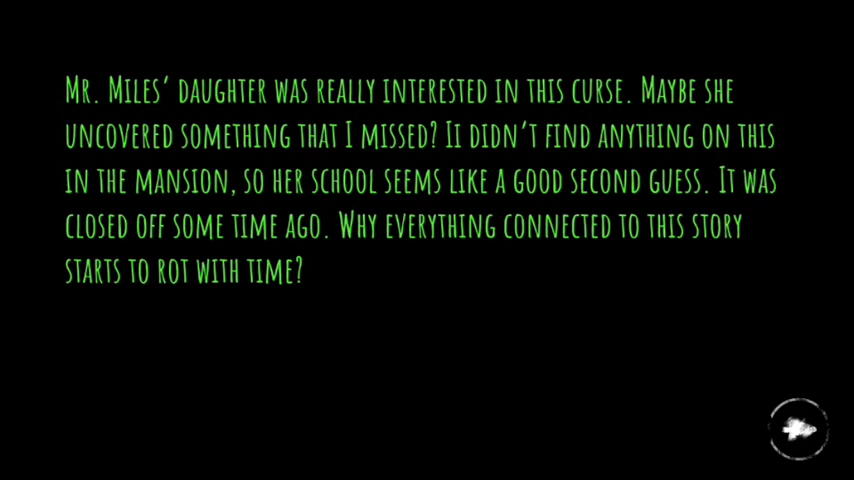 Mr. Miles' daughter was really interested in this curse. Maybe she
uncovered something that I missed? Ii didn't find anything on this
in the mansion, so her school seems like a good second guess. It was
closed off some time ago. Why everything connected to this story
starts to rot with time?